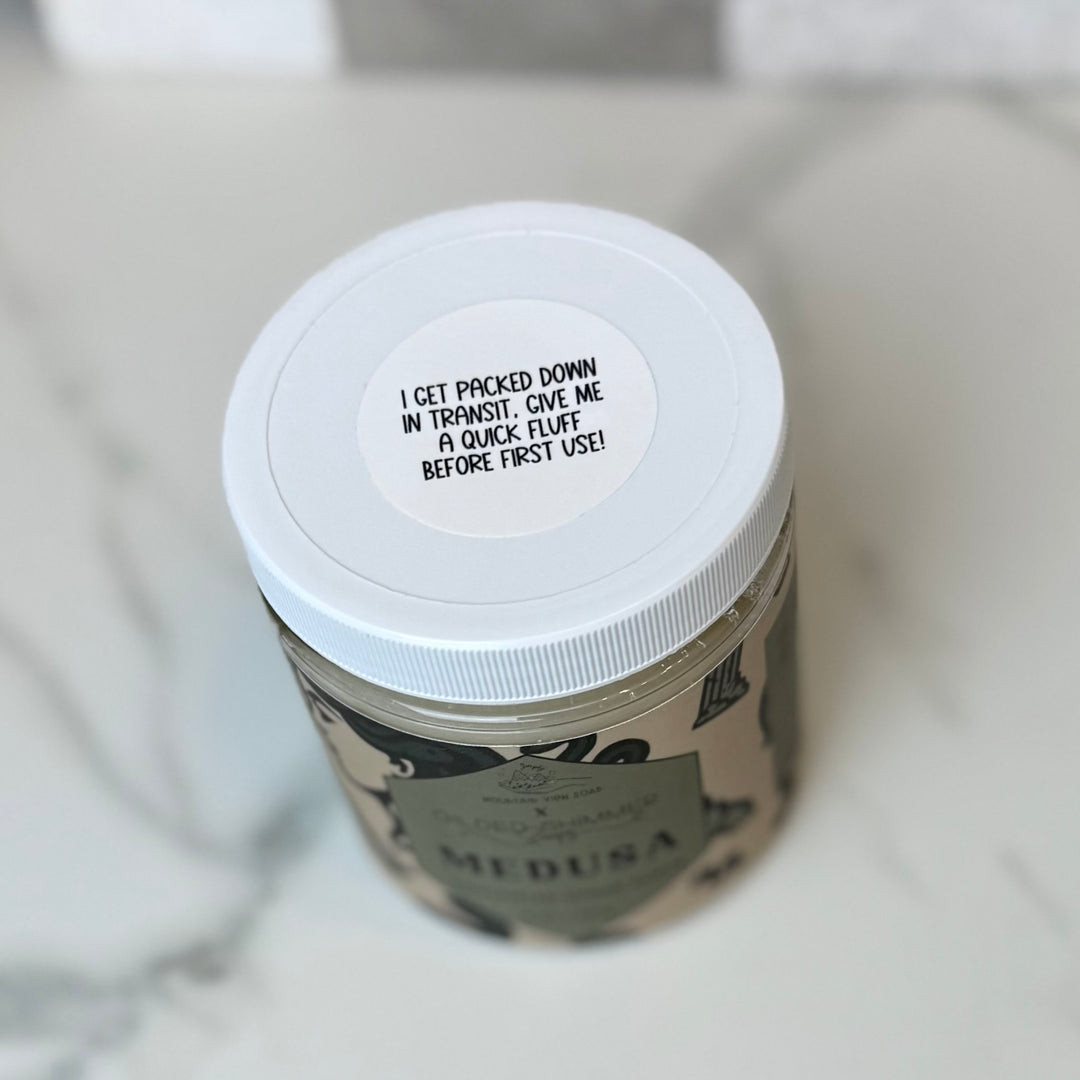 I GET PACKED DOWN
IN TRANSIT, GIVE ME
A QUICK FLUFF
BEFORE FIRST USE!
MOUNTAIN VIEW SOAP
X
MEDUSA